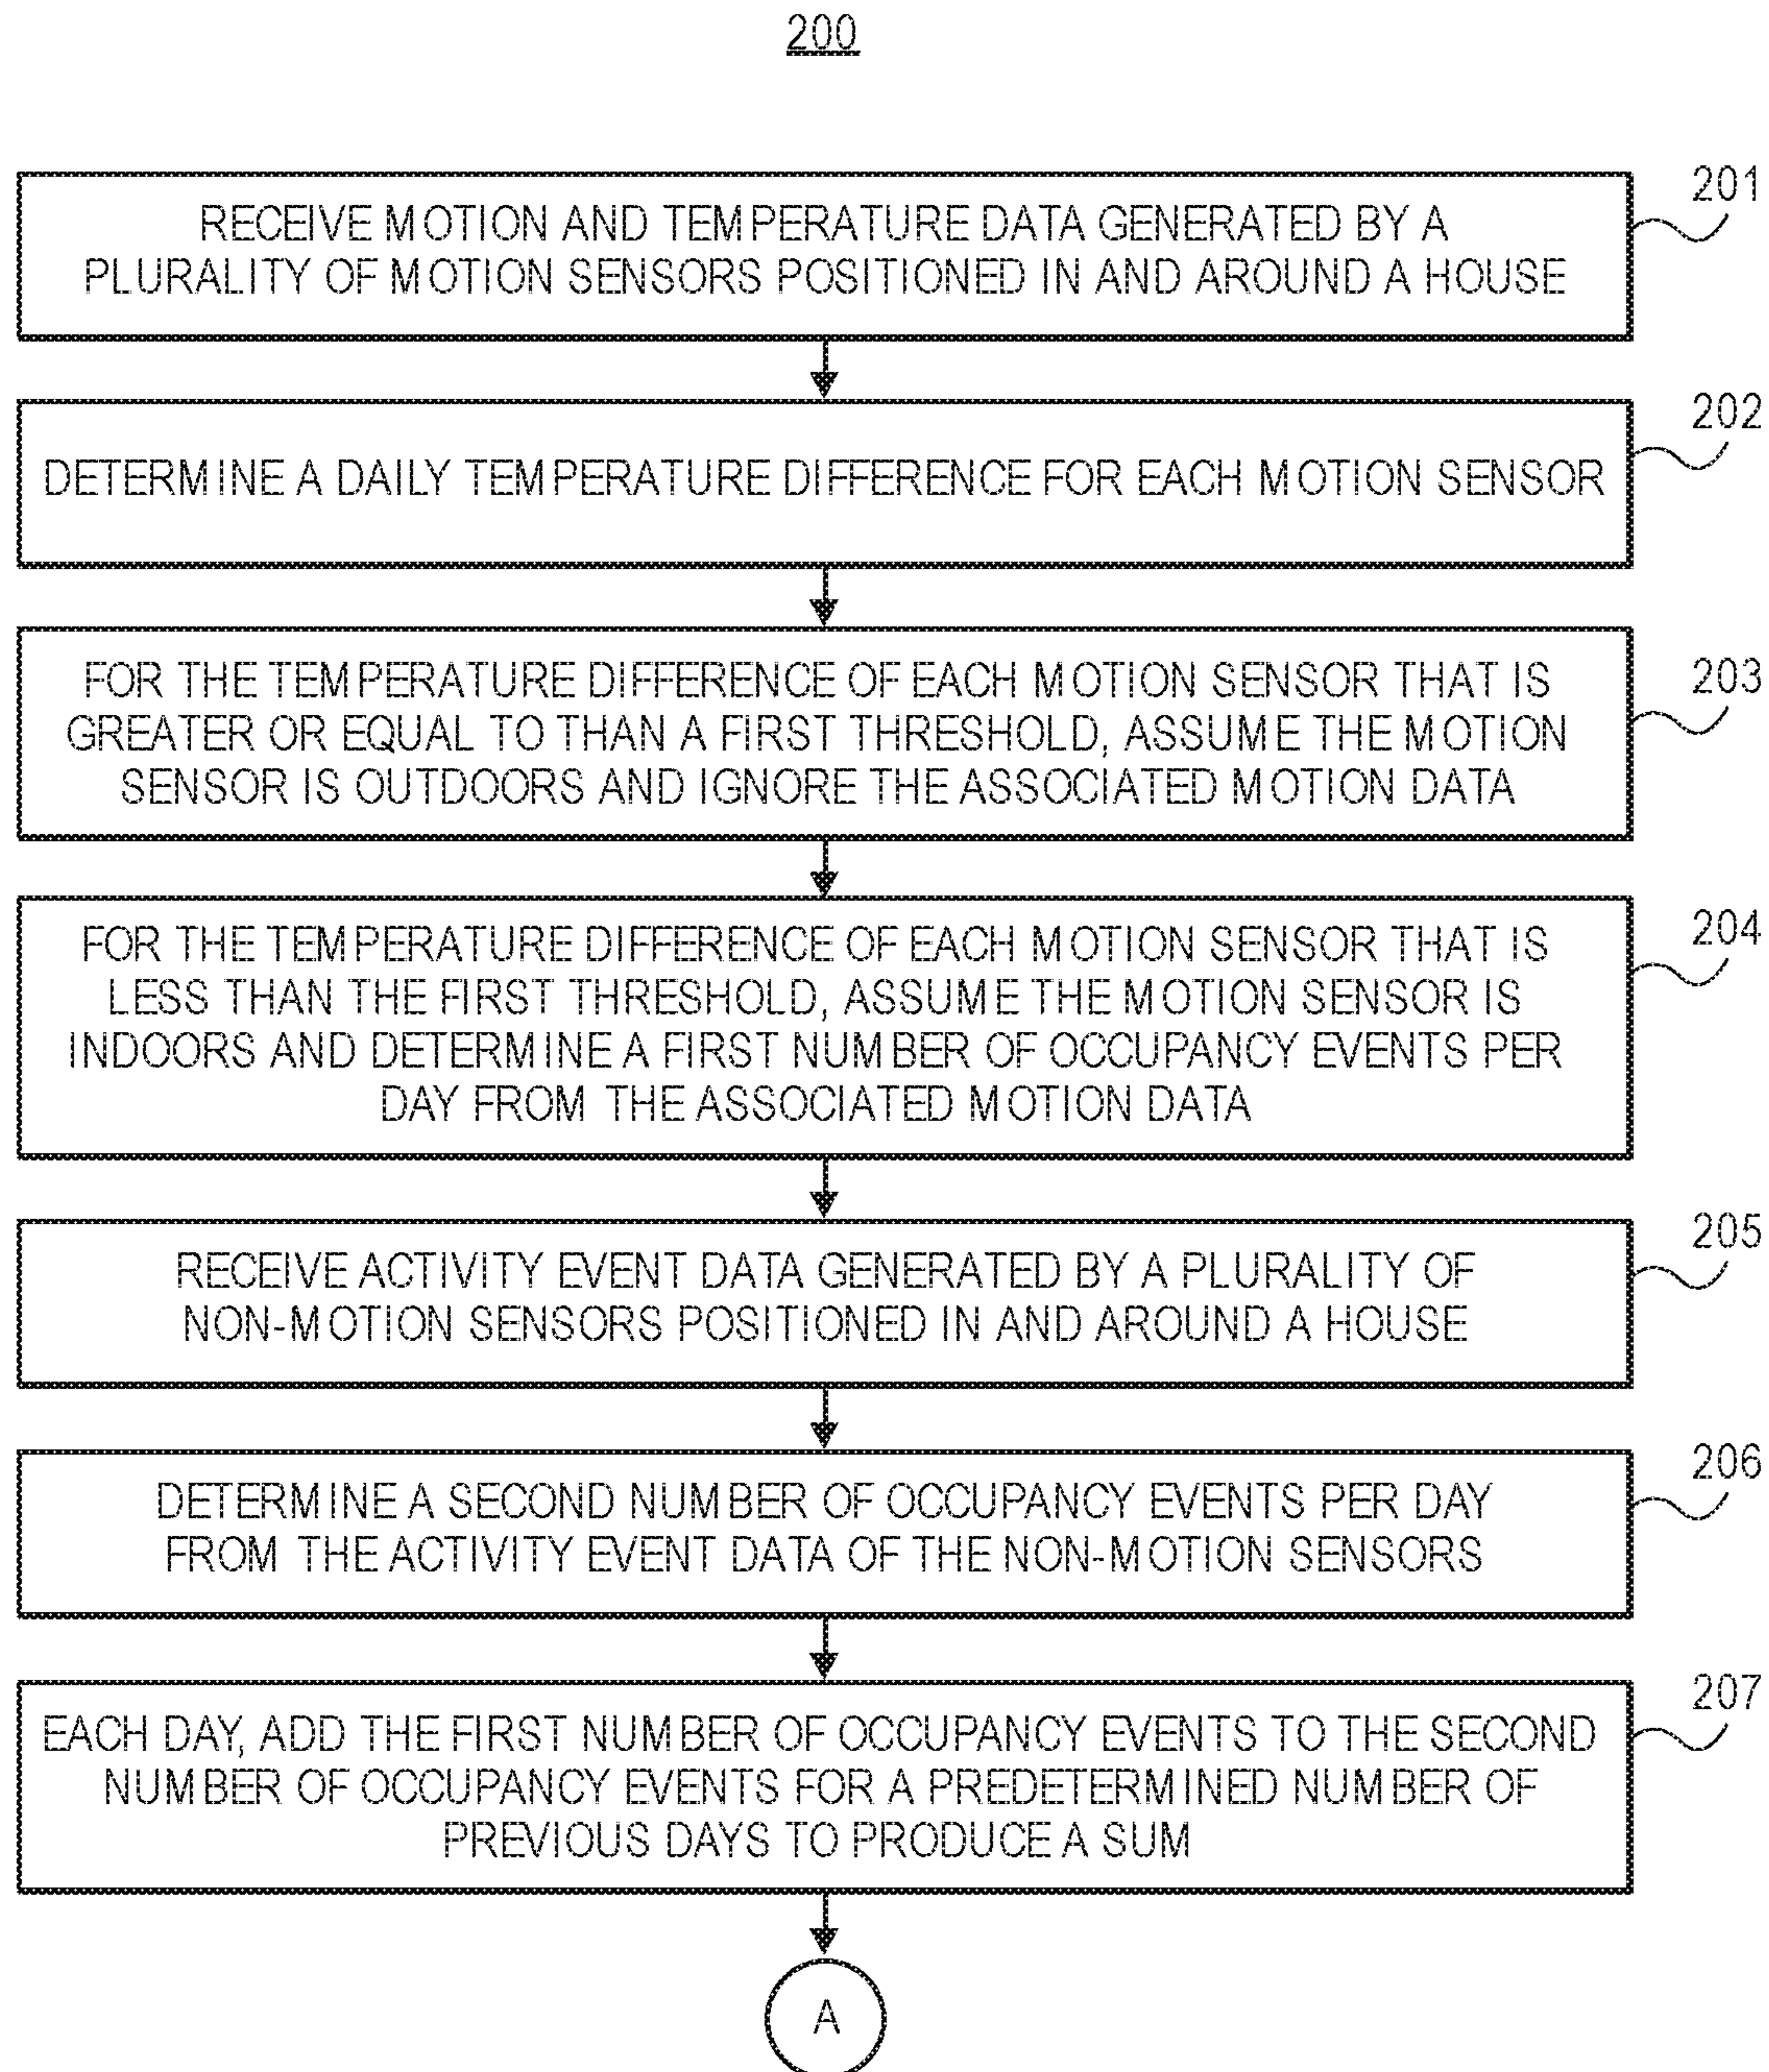 200
201
RECEIVE MOTION AND TEMPERATURE DATA GENERATED BY A
PLURALITY OF MOTION SENSORS POSITIONED IN AND AROUND A HOUSE
202
DETERMINE A DAILY TEMPERATURE DIFFERENCE FOR EACH MOTION SENSOR
203
FOR THE TEMPERATURE DIFFERENCE OF EACH MOTION SENSOR THAT IS
GREATER OR EQUAL TO THAN A FIRST THRESHOLD, ASSUME THE MOTION
SENSOR IS OUTDOORS AND IGNORE THE ASSOCIATED MOTION DATA
204
FOR THE TEMPERATURE DIFFERENCE OF EACH MOTION SENSOR THAT IS
LESS THAN THE FIRST THRESHOLD, ASSUME THE MOTION SENSOR IS
INDOORS AND DETERMINE A FIRST NUMBER OF OCCUPANCY EVENTS PER
DAY FROM THE ASSOCIATED MOTION DATA
205
RECEIVE ACTIVITY EVENT DATA GENERATED BY A PLURALITY OF
NON-MOTION SENSORS POSITIONED IN AND AROUND A HOUSE
206
DETERMINE A SECOND NUMBER OF OCCUPANCY EVENTS PER DAY
FROM THE ACTIVITY EVENT DATA OF THE NON-MOTION SENSORS
207
EACH DAY, ADD THE FIRST NUMBER OF OCCUPANCY EVENTS TO THE SECOND
NUMBER OF OCCUPANCY EVENTS FOR A PREDETERMINED NUMBER OF
PREVIOUS DAYS TO PRODUCE A SUM
A